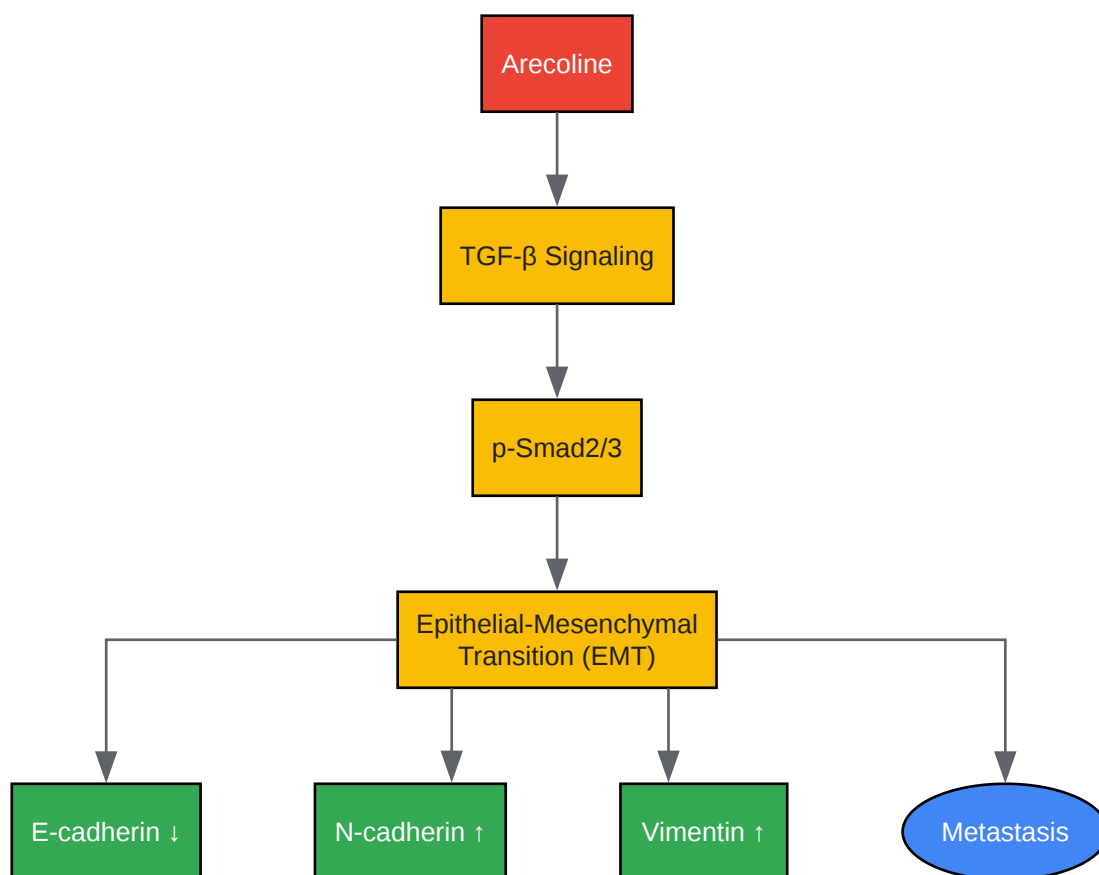 Arecoline
TGF-β Signaling
p-Smad2/3
Epithelial-Mesenchymal
Transition (EMT)
E-cadherin ↓
N-cadherin ↑
Vimentin ↑
Metastasis